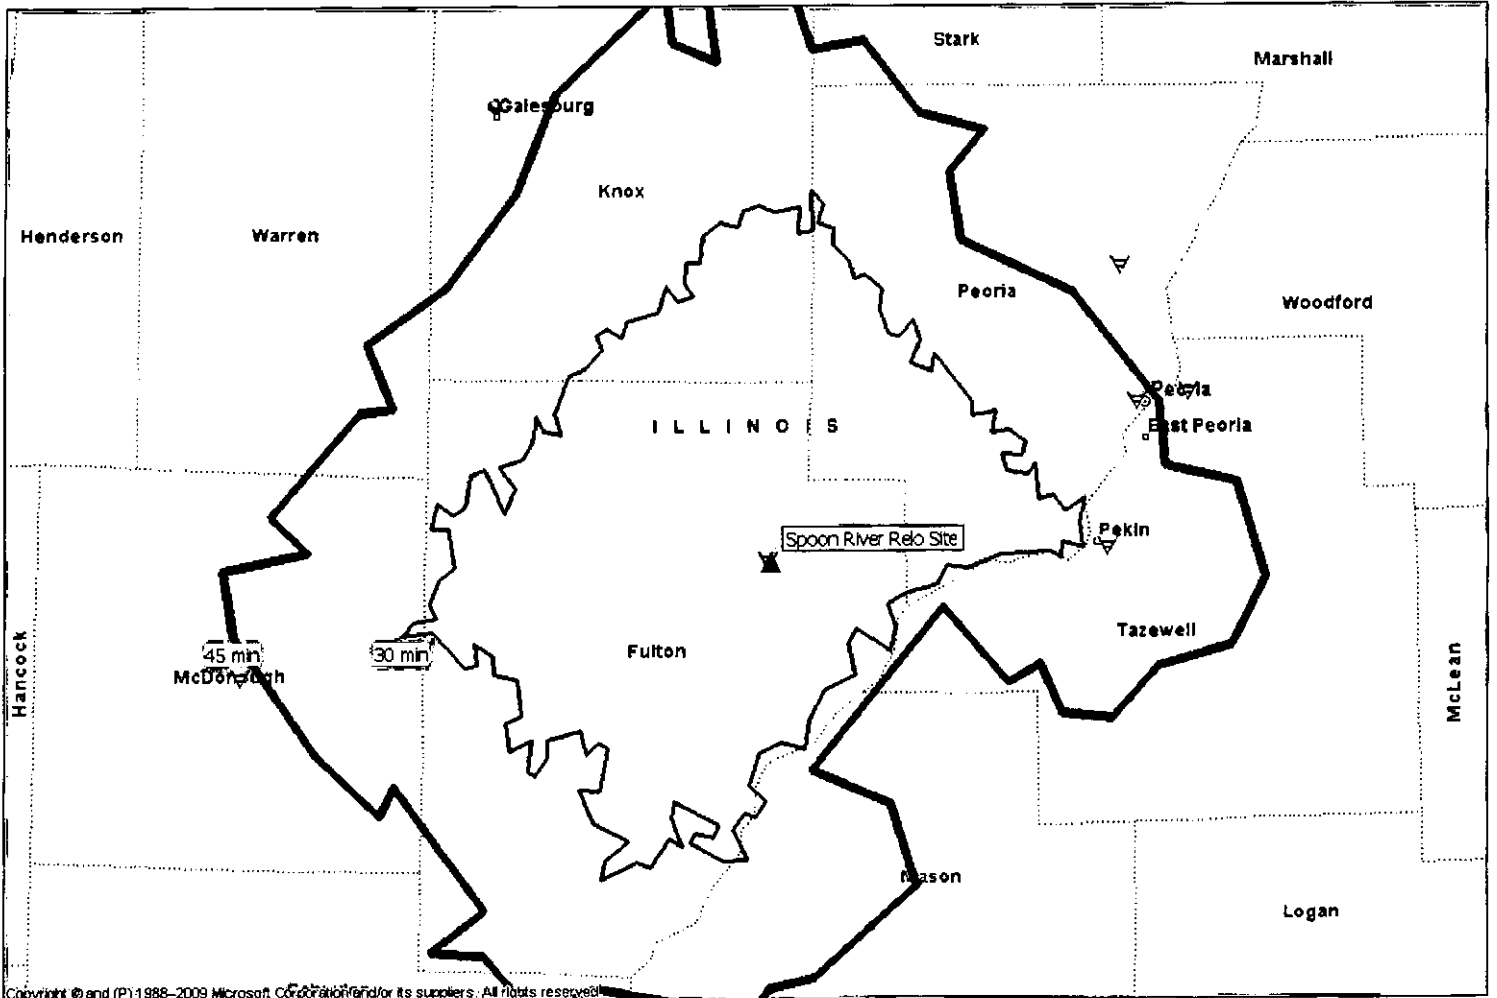 Stark
Marshall
Galesburg
Knox
Henderson
Warren
Peoria
Woodford
Peoria
East Peoria
ILLINOIS
Pekin
Spoon River Relo Site
Tazewell
45 min
30 min
Fulton
McDonough
Hancock
McLean
Mason
Logan
Copyright © and (P) 1988–2009 Microsoft Corporation and/or its suppliers. All rights reserved